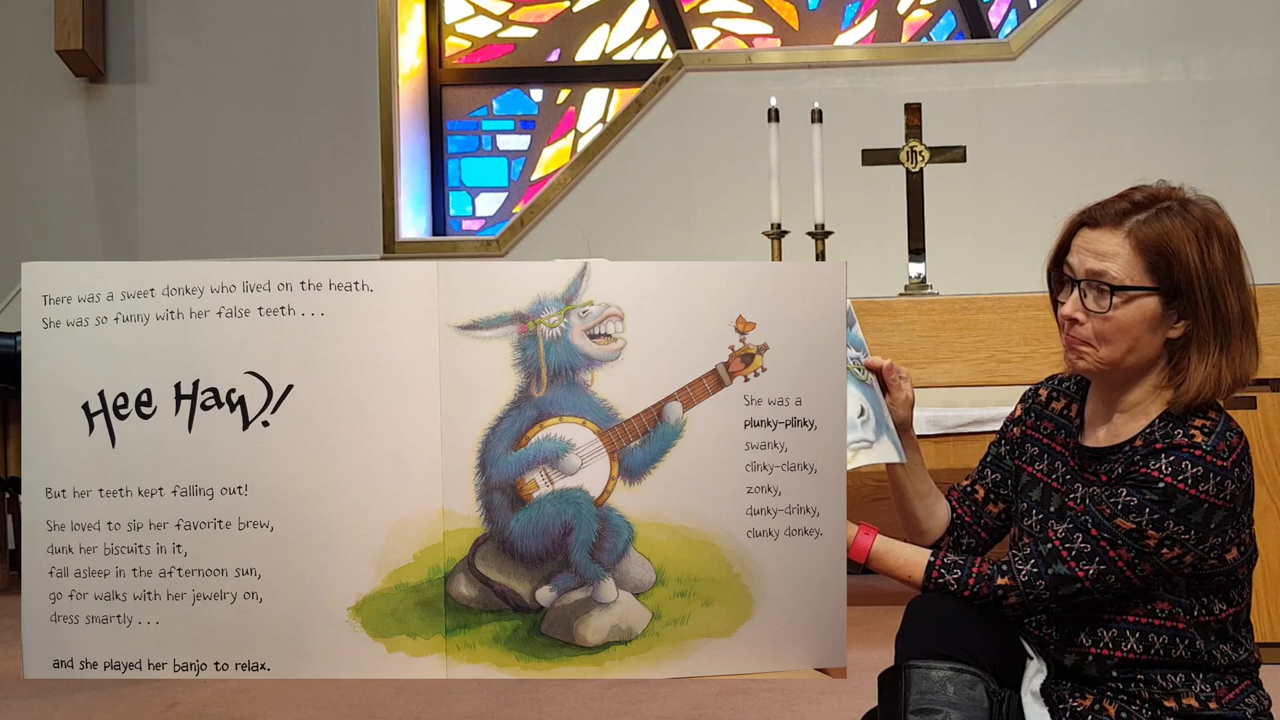 IHS
There was a sweet donkey who lived on the heath.
She was so funny with her false teeth . . .
Hee Haw!
But her teeth kept falling out!
She loved to sip her favorite brew,
dunk her biscuits in it,
fall asleep in the afternoon sun,
go for walks with her jewelry on,
dress smartly . . .
and she played her banjo to relax.
She was a
plunky-plinky,
swanky,
clinky-clanky,
zonky,
dunky-drinky,
clunky donkey.